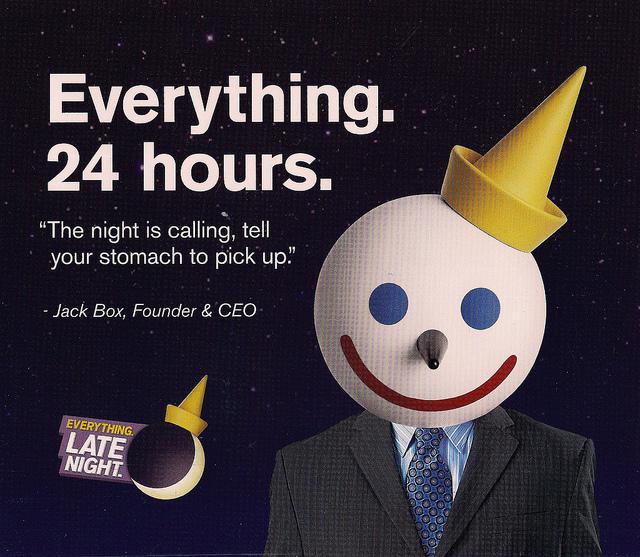 Everything.
24 hours.
“The night is calling, tell
your stomach to pick up.”
- Jack Box, Founder & CEO
EVERYTHING.
LATE
NIGHT.